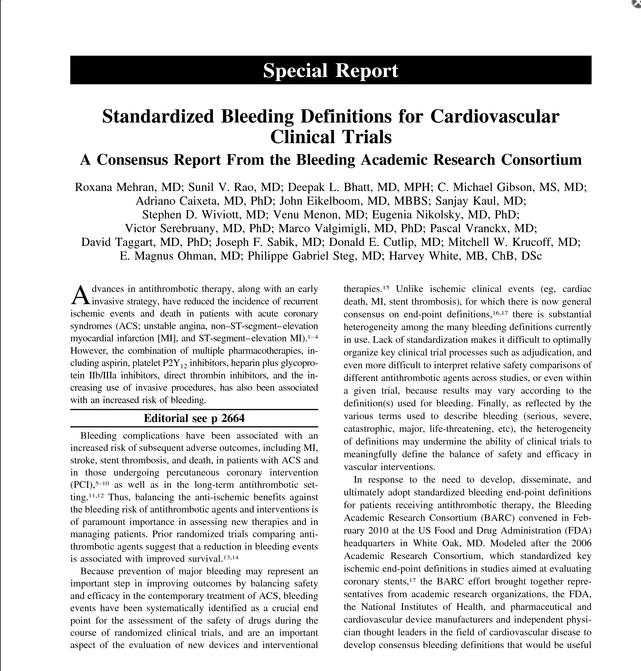 Special Report
Standardized Bleeding Definitions for Cardiovascular
Clinical Trials
A Consensus Report From the Bleeding Academic Research Consortium
Roxana Mehran, MD; Sunil V. Rao, MD; Deepak L. Bhatt, MD, MPH; C. Michael Gibson, MS, MD;
Adriano Caixeta, MD, PhD; John Eikelboom, MD, MBBS; Sanjay Kaul, MD;
Stephen D. Wiviott, MD; Venu Menon, MD; Eugenia Nikolsky, MD, PhD;
Victor Serebruany, MD, PhD; Marco Valgimigli, MD, PhD; Pascal Vranckx, MD;
David Taggart, MD, PhD; Joseph F. Sabik, MD; Donald E. Cutlip, MD; Mitchell W. Krucoff, MD;
E. Magnus Ohman, MD; Philippe Gabriel Steg, MD; Harvey White, MB, ChB, DSc
Advances in antithrombotic therapy, along with an early
invasive strategy, have reduced the incidence of recurrent
ischemic events and death in patients with acute coronary
syndromes (ACS; unstable angina, non–ST-segment–elevation
myocardial infarction [MI], and ST-segment–elevation MI).1–4
However, the combination of multiple pharmacotherapies, in-
cluding aspirin, platelet P2Y12 inhibitors, heparin plus glycopro-
tein IIb/IIIa inhibitors, direct thrombin inhibitors, and the in-
creasing use of invasive procedures, has also been associated
with an increased risk of bleeding.
Editorial see p 2664
Bleeding complications have been associated with an
increased risk of subsequent adverse outcomes, including MI,
stroke, stent thrombosis, and death, in patients with ACS and
in those undergoing percutaneous coronary intervention
(PCI),5–10 as well as in the long-term antithrombotic set-
ting.11,12 Thus, balancing the anti-ischemic benefits against
the bleeding risk of antithrombotic agents and interventions is
of paramount importance in assessing new therapies and in
managing patients. Prior randomized trials comparing anti-
thrombotic agents suggest that a reduction in bleeding events
is associated with improved survival.13,14
Because prevention of major bleeding may represent an
important step in improving outcomes by balancing safety
and efficacy in the contemporary treatment of ACS, bleeding
events have been systematically identified as a crucial end
point for the assessment of the safety of drugs during the
course of randomized clinical trials, and are an important
aspect of the evaluation of new devices and interventional
therapies.15 Unlike ischemic clinical events (eg, cardiac
death, MI, stent thrombosis), for which there is now general
consensus on end-point definitions,16,17 there is substantial
heterogeneity among the many bleeding definitions currently
in use. Lack of standardization makes it difficult to optimally
organize key clinical trial processes such as adjudication, and
even more difficult to interpret relative safety comparisons of
different antithrombotic agents across studies, or even within
a given trial, because results may vary according to the
definition(s) used for bleeding. Finally, as reflected by the
various terms used to describe bleeding (serious, severe,
catastrophic, major, life-threatening, etc), the heterogeneity
of definitions may undermine the ability of clinical trials to
meaningfully define the balance of safety and efficacy in
vascular interventions.
In response to the need to develop, disseminate, and
ultimately adopt standardized bleeding end-point definitions
for patients receiving antithrombotic therapy, the Bleeding
Academic Research Consortium (BARC) convened in Feb-
ruary 2010 at the US Food and Drug Administration (FDA)
headquarters in White Oak, MD. Modeled after the 2006
Academic Research Consortium, which standardized key
ischemic end-point definitions in studies aimed at evaluating
coronary stents,17 the BARC effort brought together repre-
sentatives from academic research organizations, the FDA,
the National Institutes of Health, and pharmaceutical and
cardiovascular device manufacturers and independent physi-
cian thought leaders in the field of cardiovascular disease to
develop consensus bleeding definitions that would be useful